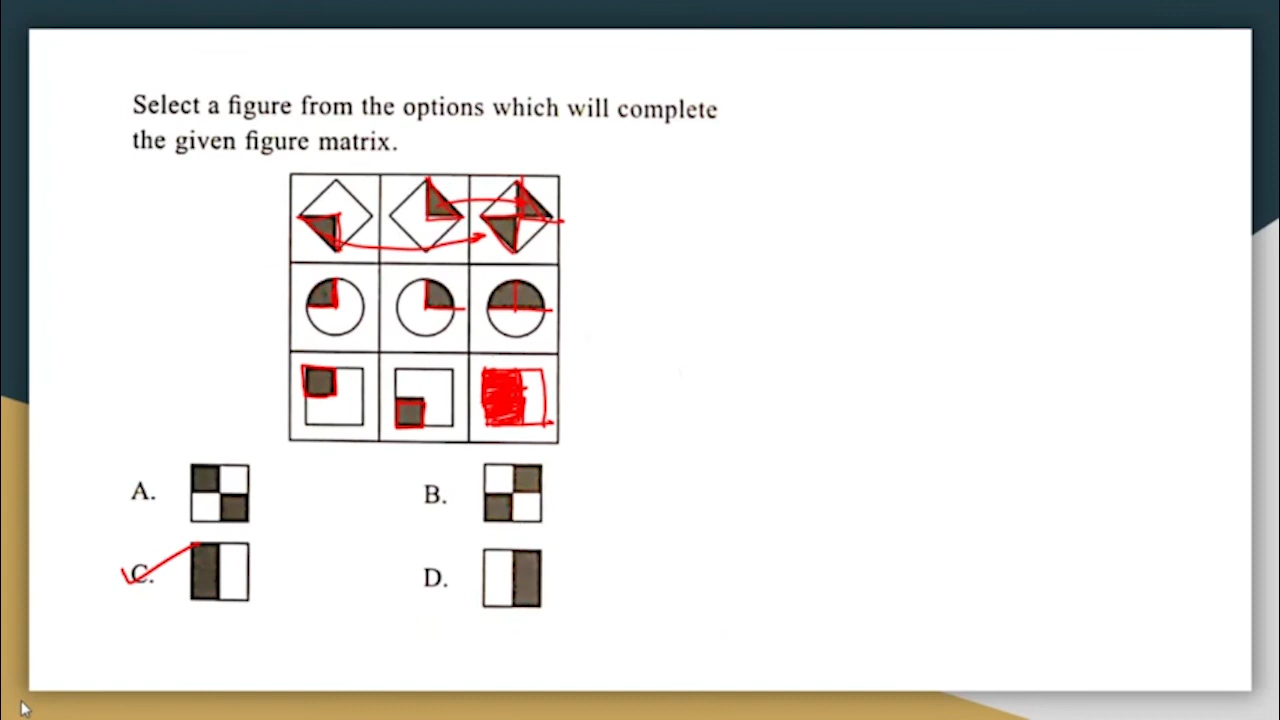 Select a figure from the options which will complete
the given figure matrix.
A.
B.
C.
D.